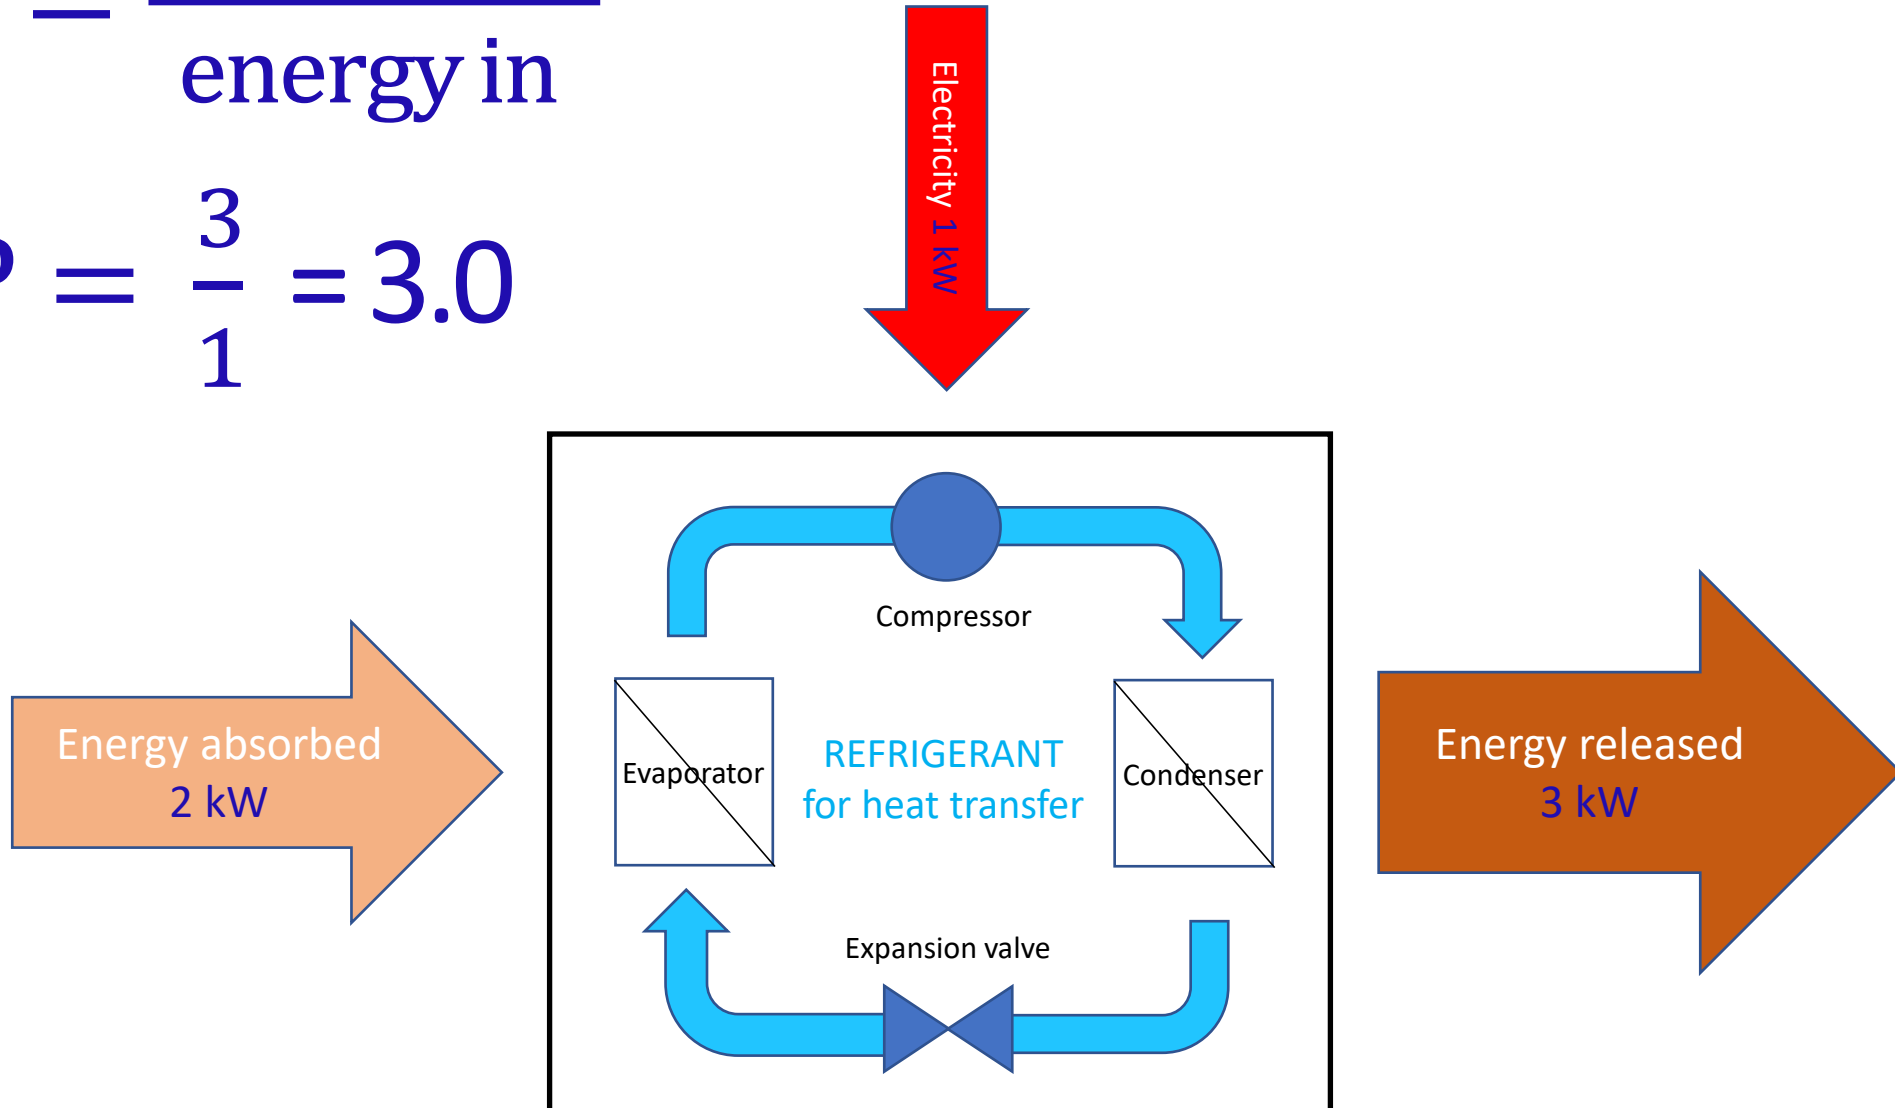 energy in
= 3/1 = 3.0
Electricity 1 kW
Compressor
Energy absorbed
2 kW
Evaporator
REFRIGERANT
for heat transfer
Condenser
Energy released
3 kW
Expansion valve